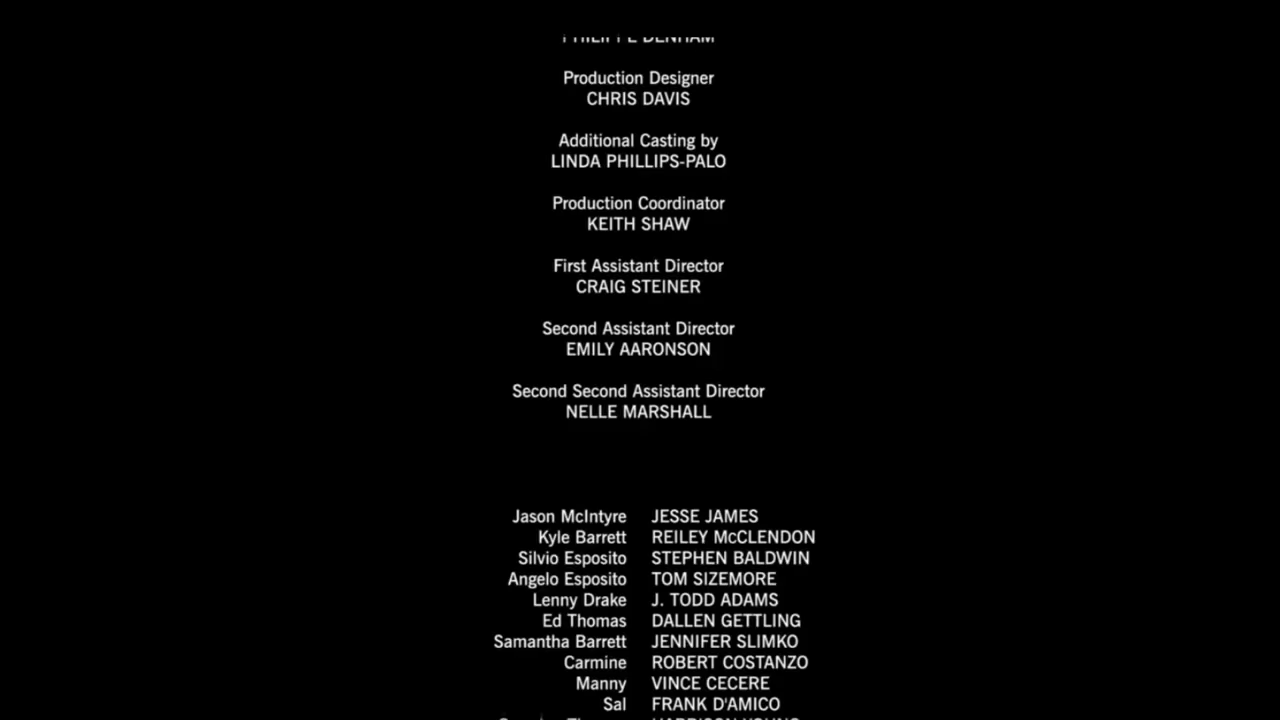 Production Designer
CHRIS DAVIS
Additional Casting by
LINDA PHILLIPS-PALO
Production Coordinator
KEITH SHAW
First Assistant Director
CRAIG STEINER
Second Assistant Director
EMILY AARONSON
Second Second Assistant Director
NELLE MARSHALL
Jason McIntyre JESSE JAMES
Kyle Barrett REILEY McCLENDON
Silvio Esposito STEPHEN BALDWIN
Angelo Esposito TOM SIZEMORE
Lenny Drake J. TODD ADAMS
Ed Thomas DALLEN GETTLING
Samantha Barrett JENNIFER SLIMKO
Carmine ROBERT COSTANZO
Manny VINCE CECERE
Sal FRANK D'AMICO